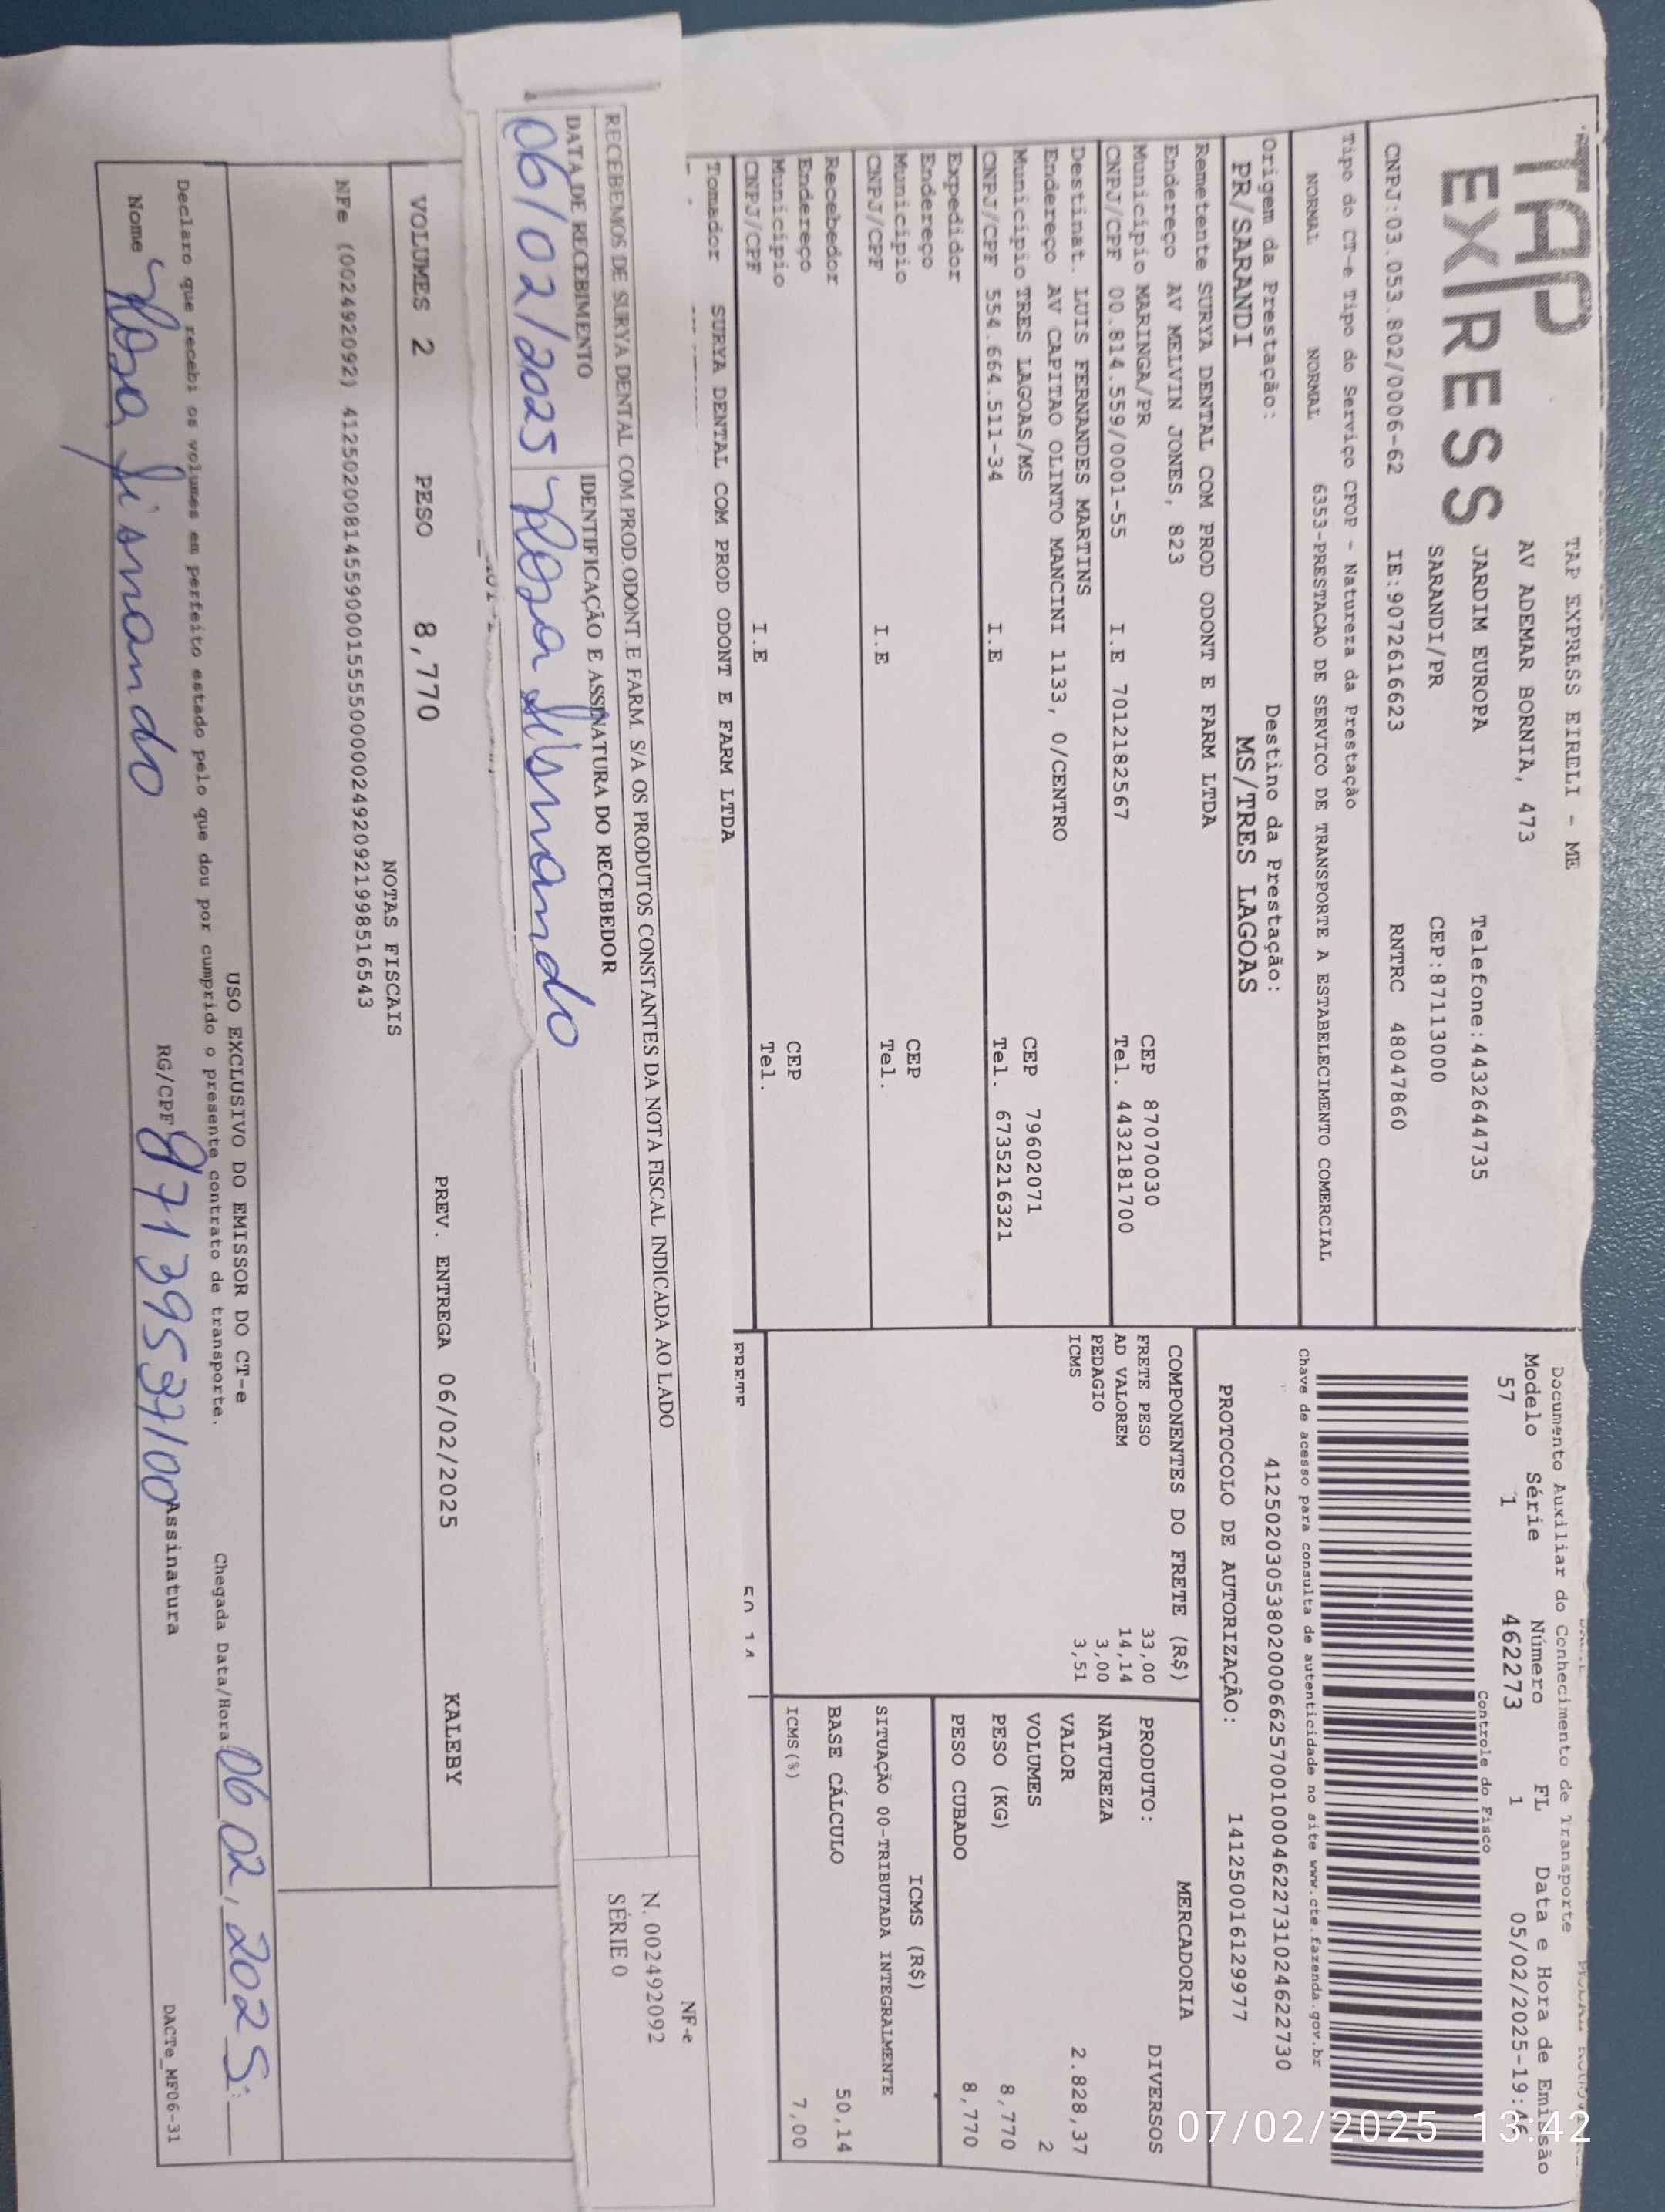 TAP
EXPRESS
TAP EXPRESS EIRELI - ME
AV ADEMAR BORNIA, 473
JARDIM EUROPA Telefone:4432644735
SARANDI/PR CEP:87113000
CNPJ:03.053.802/0006-62 IE:9072616623 RNTRC 48047860
Documento Auxiliar do Conhecimento de Transporte
Modelo Série Número FL Data e Hora de Emissão
57 1 462273 1 05/02/2025-19:46
Controle do Fisco
Chave de acesso para consulta de autenticidade no site www.cte.fazenda.gov.br
41250203053802000662570010004622731024622730
PROTOCOLO DE AUTORIZAÇÂO: 141250016129977
Tipo do CT-e Tipo do Serviço CFOP - Natureza da Prestação
NORMAL NORMAL 6353-PRESTACAO DE SERVICO DE TRANSPORTE A ESTABELECIMENTO COMERCIAL
Origem da Prestação: Destino da Prestação:
PR/SARANDI MS/TRES LAGOAS
Remetente SURYA DENTAL COM PROD ODONT E FARM LTDA
Endereço AV MELVIN JONES, 823
Municipio MARINGA/PR CEP 87070030
CNPJ/CPF 00.814.559/0001-55 I.E 7012182567 Tel. 4432181700
Destinat. LUIS FERNANDES MARTINS
Endereço AV CAPITAO OLINTO MANCINI 1133, 0/CENTRO
Municipio TRES LAGOAS/MS CEP 79602071
CNPJ/CPF 554.664.511-34 I.E Tel. 6735216321
Expedidor
Endereço
Municipio CEP
CNPJ/CPF I.E Tel.
Recebedor
Endereço
Municipio CEP
CNPJ/CPF I.E Tel.
Tomador SURYA DENTAL COM PROD ODONT E FARM LTDA
COMPONENTES DO FRETE (R$)
FRETE PESO 33,00
AD VALOREM 14,14
PEDAGIO 3,00
ICMS 3,51
FRETE 50,14
MERCADORIA
PRODUTO: DIVERSOS
NATUREZA
VALOR 2.828,37
VOLUMES 2
PESO (KG) 8,770
PESO CUBADO 8,770
ICMS (R$)
SITUAÇÃO 00-TRIBUTADA INTEGRALMENTE
BASE CÁLCULO 50,14
ICMS(%) 7,00
RECEBEMOS DE SURYA DENTAL COM PROD.ODONT.E FARM. S/A OS PRODUTOS CONSTANTES DA NOTA FISCAL INDICADA AO LADO
DATA DE RECEBIMENTO IDENTIFICAÇÃO E ASSINATURA DO RECEBEDOR
06/02/2025 Rosa Sisnando
NF-e
N. 002492092
SÉRIE 0
VOLUMES 2 PESO 8,770 PREV. ENTREGA 06/02/2025 KALEBY
NOTAS FISCAIS
NFe (002492092) 41250200814559000155550000024920921998516543
USO EXCLUSIVO DO EMISSOR DO CT-e
Declaro que recebi os volumes em perfeito estado pelo que dou por cumprido o presente contrato de transporte. Chegada Data/Hora: 06 02, 2025:
Nome Rosa Sisnando RG/CPF 971399537/00 Assinatura
DACTe_MF06-31
07/02/2025 13:42